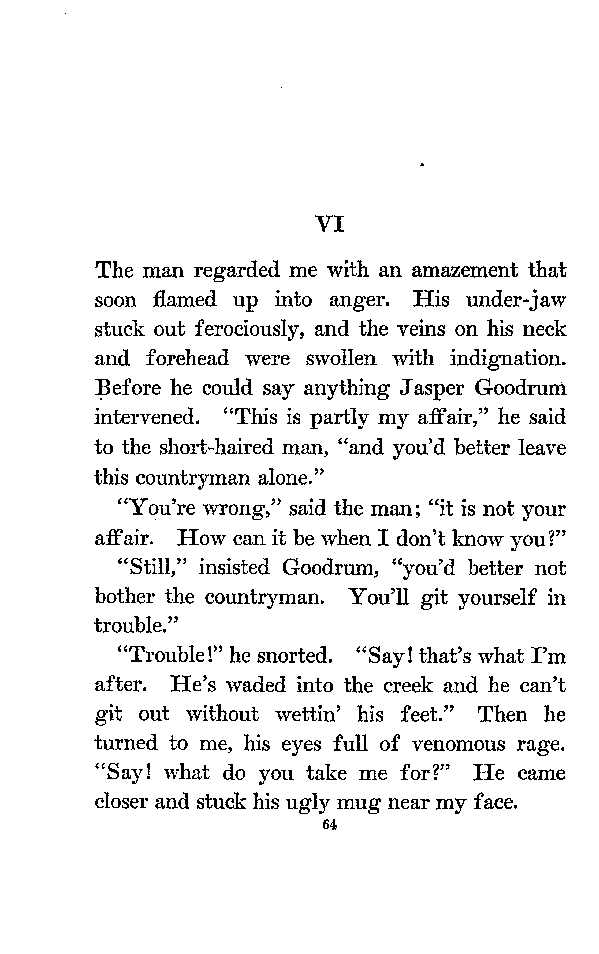 VI
The man regarded me with an amazement that
soon flamed up into anger. His under-jaw
stuck out ferociously, and the veins on his neck
and forehead were swollen with indignation.
Before he could say anything Jasper Goodrum
intervened. “This is partly my affair,” he said
to the short-haired man, “and you’d better leave
this countryman alone.”
“You’re wrong,” said the man; “it is not your
affair. How can it be when I don’t know you?”
“Still,” insisted Goodrum, “you’d better not
bother the countryman. You’ll git yourself in
trouble.”
“Trouble!” he snorted. “Say! that’s what I’m
after. He’s waded into the creek and he can’t
git out without wettin’ his feet.” Then he
turned to me, his eyes full of venomous rage.
“Say! what do you take me for?” He came
closer and stuck his ugly mug near my face.
64